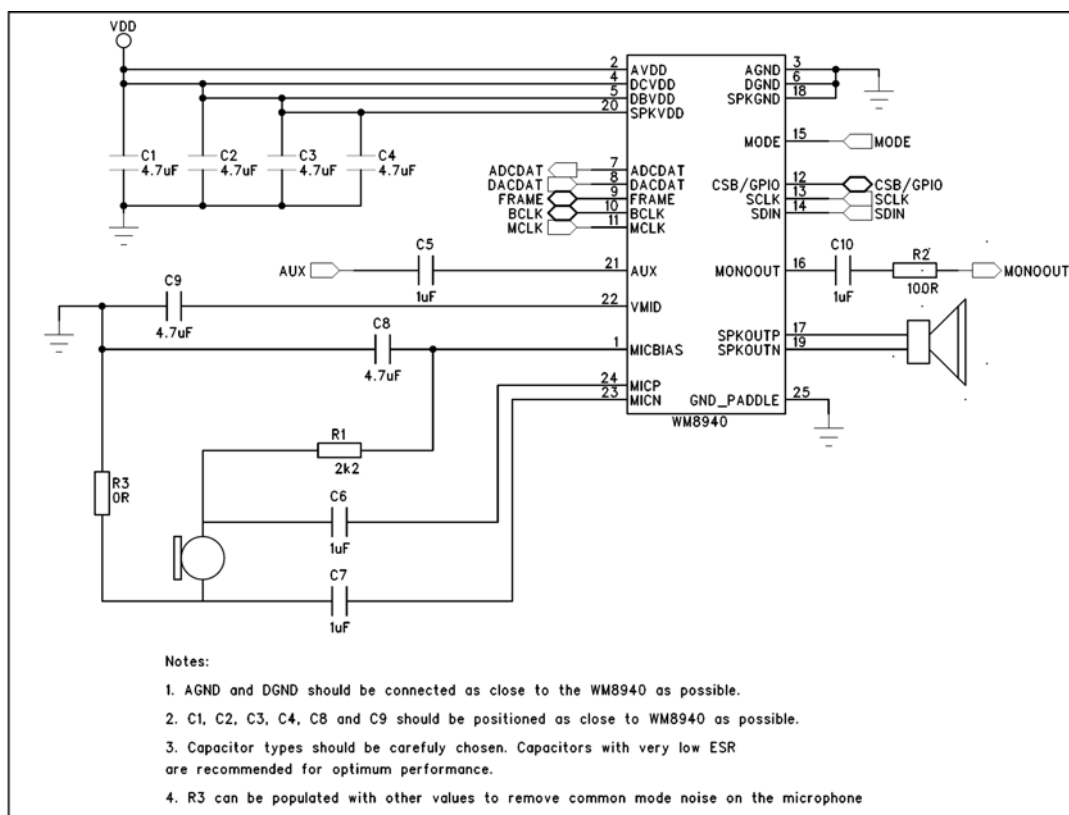 VDD
2 AVDD
4 DCVDD
5 DBVDD
20 SPKVDD
AGND 3
DGND 6
SPKGND 18
C1 4.7uF
C2 4.7uF
C3 4.7uF
C4 4.7uF
MODE 15 MODE
ADCDAT 7 ADCDAT
DACDAT 8 DACDAT
FRAME 9 FRAME
BCLK 10 BCLK
MCLK 11 MCLK
CSB/GPIO 12 CSB/GPIO
SCLK 13 SCLK
SDIN 14 SDIN
AUX
C5
1uF
21 AUX
MONOOUT 16
C10
1uF
R2
100R
MONOOUT
C9
4.7uF
22 VMID
C8
4.7uF
1 MICBIAS
SPKOUTP 17
SPKOUTN 19
24 MICP
23 MICN
GND_PADDLE 25
WM8940
R1
2k2
R3
0R
C6
1uF
C7
1uF
Notes:
1. AGND and DGND should be connected as close to the WM8940 as possible.
2. C1, C2, C3, C4, C8 and C9 should be positioned as close to WM8940 as possible.
3. Capacitor types should be carefuly chosen. Capacitors with very low ESR
are recommended for optimum performance.
4. R3 can be populated with other values to remove common mode noise on the microphone